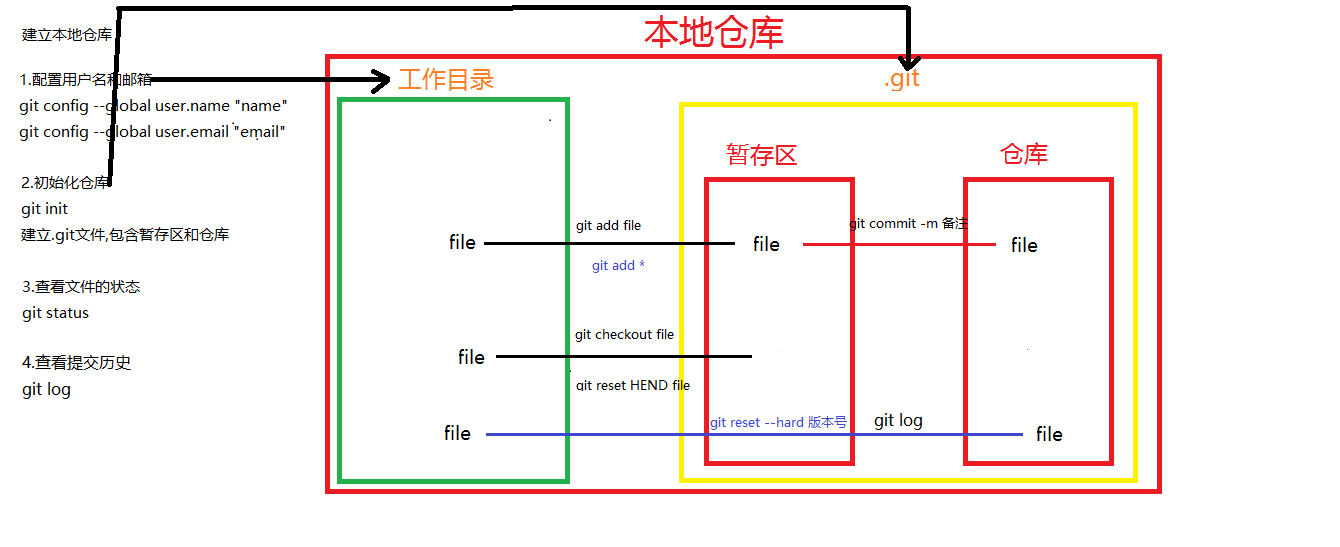 建立本地仓库
1.配置用户名和邮箱
git config --global user.name "name"
git config --global user.email "email"
2.初始化仓库
git init
建立.git文件,包含暂存区和仓库
3.查看文件的状态
git status
4.查看提交历史
git log
本地仓库
工作目录
.git
暂存区
仓库
git add file
git commit -m 备注
file
file
file
git add *
git checkout file
file
git reset HEND file
git reset --hard 版本号
git log
file
file